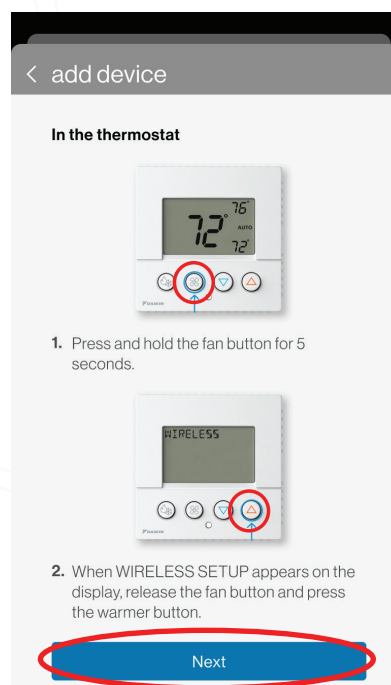 < add device
In the thermostat
76°
72°
AUTO
72°
DAIKIN
1. Press and hold the fan button for 5
seconds.
WIRELESS
DAIKIN
2. When WIRELESS SETUP appears on the
display, release the fan button and press
the warmer button.
Next